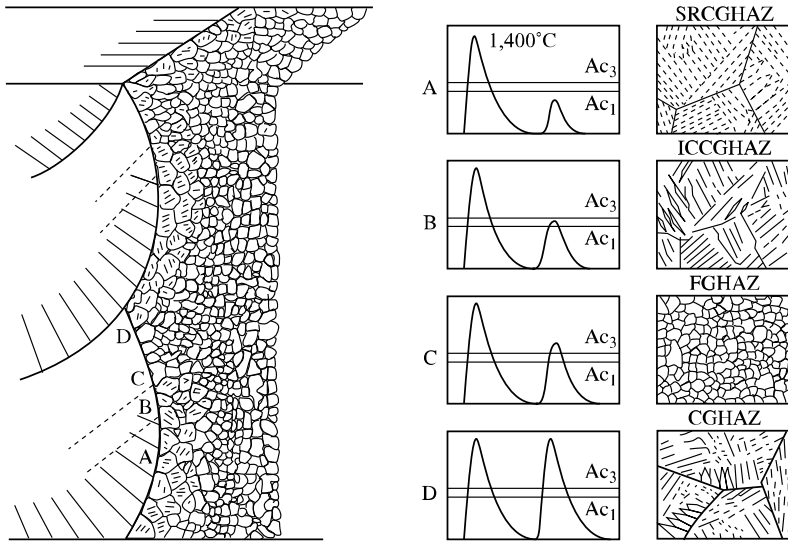 D
C
B
A
A
1,400°C
Ac3
Ac1
SRCGHAZ
B
Ac3
Ac1
ICCGHAZ
C
Ac3
Ac1
FGHAZ
D
Ac3
Ac1
CGHAZ